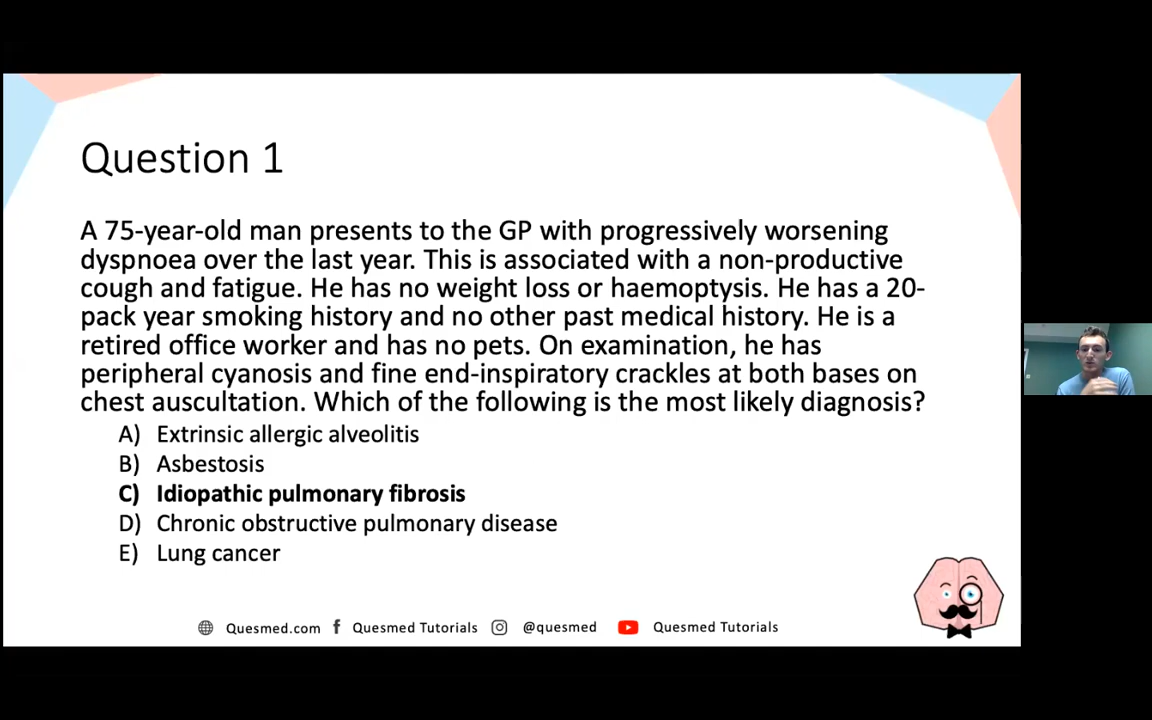 Question 1
A 75-year-old man presents to the GP with progressively worsening
dyspnoea over the last year. This is associated with a non-productive
cough and fatigue. He has no weight loss or haemoptysis. He has a 20-
pack year smoking history and no other past medical history. He is a
retired office worker and has no pets. On examination, he has
peripheral cyanosis and fine end-inspiratory crackles at both bases on
chest auscultation. Which of the following is the most likely diagnosis?
A) Extrinsic allergic alveolitis
B) Asbestosis
C) Idiopathic pulmonary fibrosis
D) Chronic obstructive pulmonary disease
E) Lung cancer
Quesmed.com f Quesmed Tutorials @quesmed Quesmed Tutorials